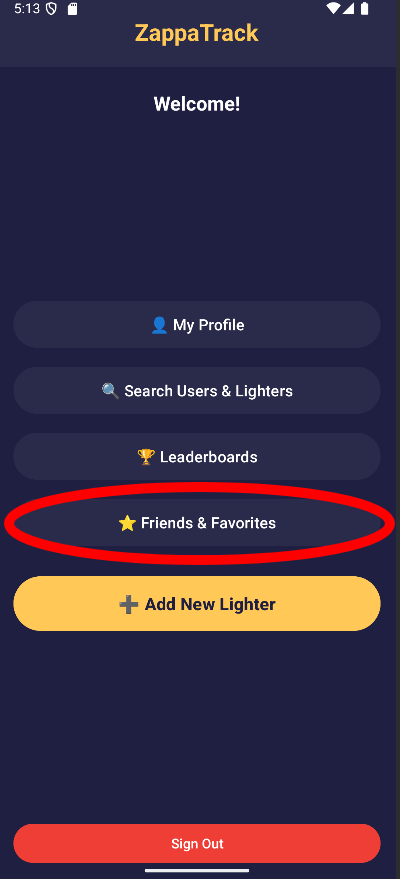 5:13
ZappaTrack
Welcome!
👤 My Profile
🔍 Search Users & Lighters
🏆 Leaderboards
⭐ Friends & Favorites
➕ Add New Lighter
Sign Out